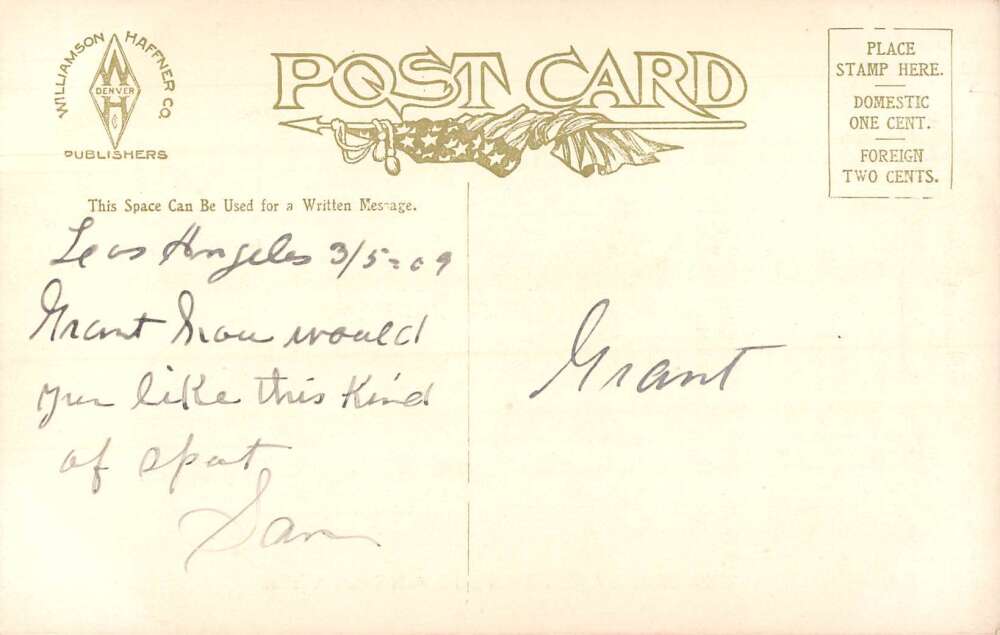 WILLIAMSON HAFFNER CO.
W
DENVER
H
C
PUBLISHERS
POST CARD
PLACE
STAMP HERE.
DOMESTIC
ONE CENT.
FOREIGN
TWO CENTS.
This Space Can Be Used for a Written Message.
Los Angeles 3/5-09
Grant how would
you like this kind
of spot
Sam
Grant